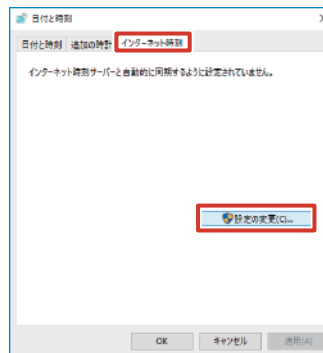 日付と時刻
日付と時刻 追加の時計 インターネット時刻
インターネット時刻サーバーと自動的に同期するように設定されていません。
設定の変更(C)...
OK キャンセル 適用(A)